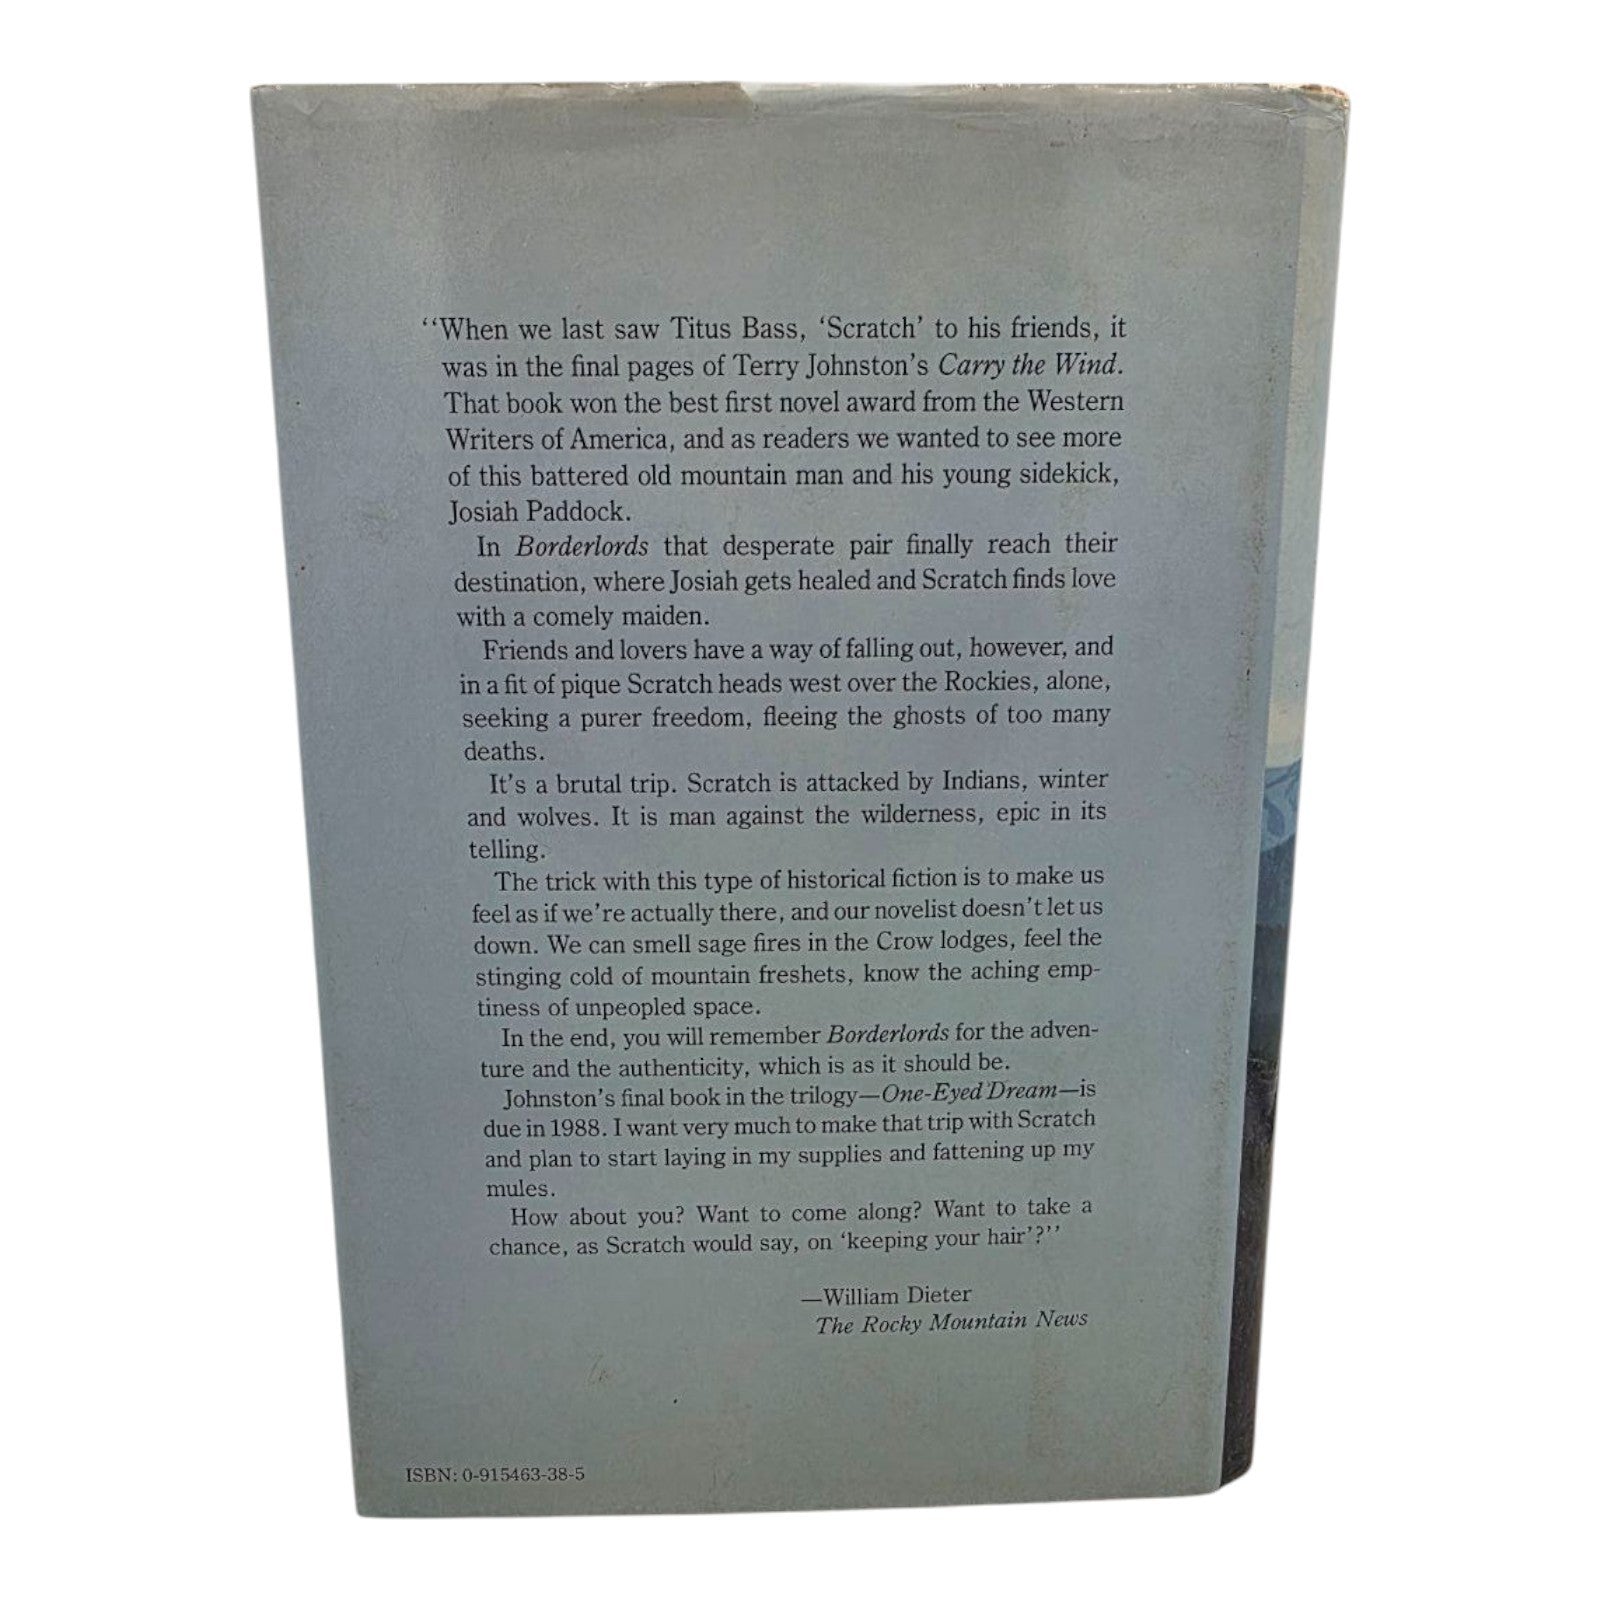 “When we last saw Titus Bass, ‘Scratch’ to his friends, it
was in the final pages of Terry Johnston’s Carry the Wind.
That book won the best first novel award from the Western
Writers of America, and as readers we wanted to see more
of this battered old mountain man and his young sidekick,
Josiah Paddock.
In Borderlords that desperate pair finally reach their
destination, where Josiah gets healed and Scratch finds love
with a comely maiden.
Friends and lovers have a way of falling out, however, and
in a fit of pique Scratch heads west over the Rockies, alone,
seeking a purer freedom, fleeing the ghosts of too many
deaths.
It’s a brutal trip. Scratch is attacked by Indians, winter
and wolves. It is man against the wilderness, epic in its
telling.
The trick with this type of historical fiction is to make us
feel as if we’re actually there, and our novelist doesn’t let us
down. We can smell sage fires in the Crow lodges, feel the
stinging cold of mountain freshets, know the aching emp-
tiness of unpeopled space.
In the end, you will remember Borderlords for the adven-
ture and the authenticity, which is as it should be.
Johnston’s final book in the trilogy—One-Eyed Dream—is
due in 1988. I want very much to make that trip with Scratch
and plan to start laying in my supplies and fattening up my
mules.
How about you? Want to come along? Want to take a
chance, as Scratch would say, on ‘keeping your hair’?”
—William Dieter
The Rocky Mountain News
ISBN: 0-915463-38-5